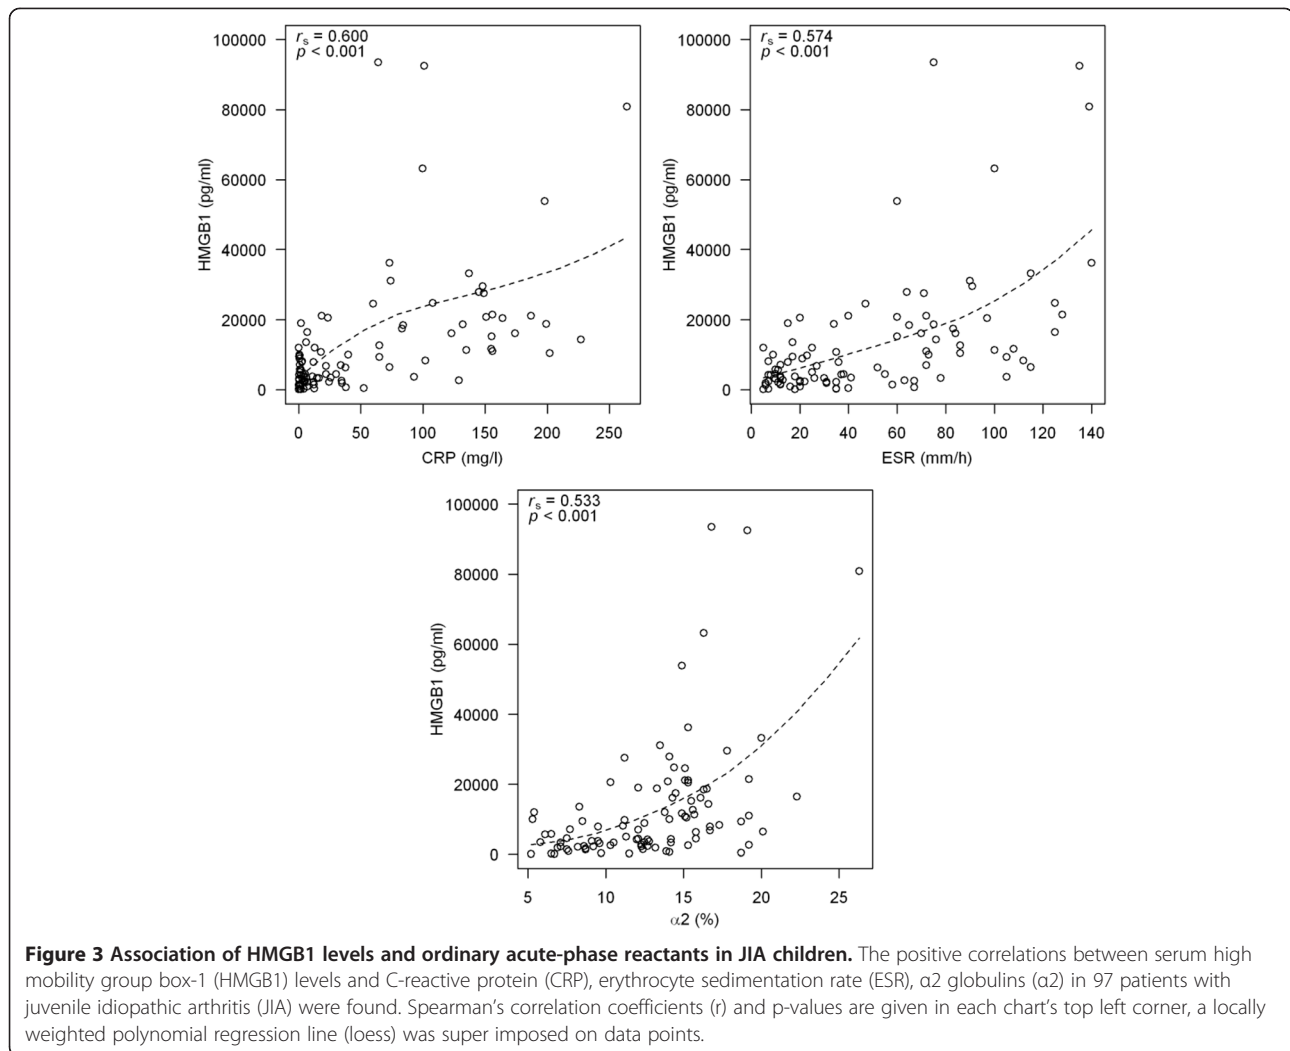 r_s = 0.600
p < 0.001
100000
80000
60000
40000
20000
0
HMGB1 (pg/ml)
0 50 100 150 200 250
CRP (mg/l)
r_s = 0.574
p < 0.001
100000
80000
60000
40000
20000
0
HMGB1 (pg/ml)
0 20 40 60 80 100 120 140
ESR (mm/h)
r_s = 0.533
p < 0.001
100000
80000
60000
40000
20000
0
HMGB1 (pg/ml)
5 10 15 20 25
α2 (%)
Figure 3 Association of HMGB1 levels and ordinary acute-phase reactants in JIA children. The positive correlations between serum high
mobility group box-1 (HMGB1) levels and C-reactive protein (CRP), erythrocyte sedimentation rate (ESR), α2 globulins (α2) in 97 patients with
juvenile idiopathic arthritis (JIA) were found. Spearman's correlation coefficients (r) and p-values are given in each chart's top left corner, a locally
weighted polynomial regression line (loess) was super imposed on data points.